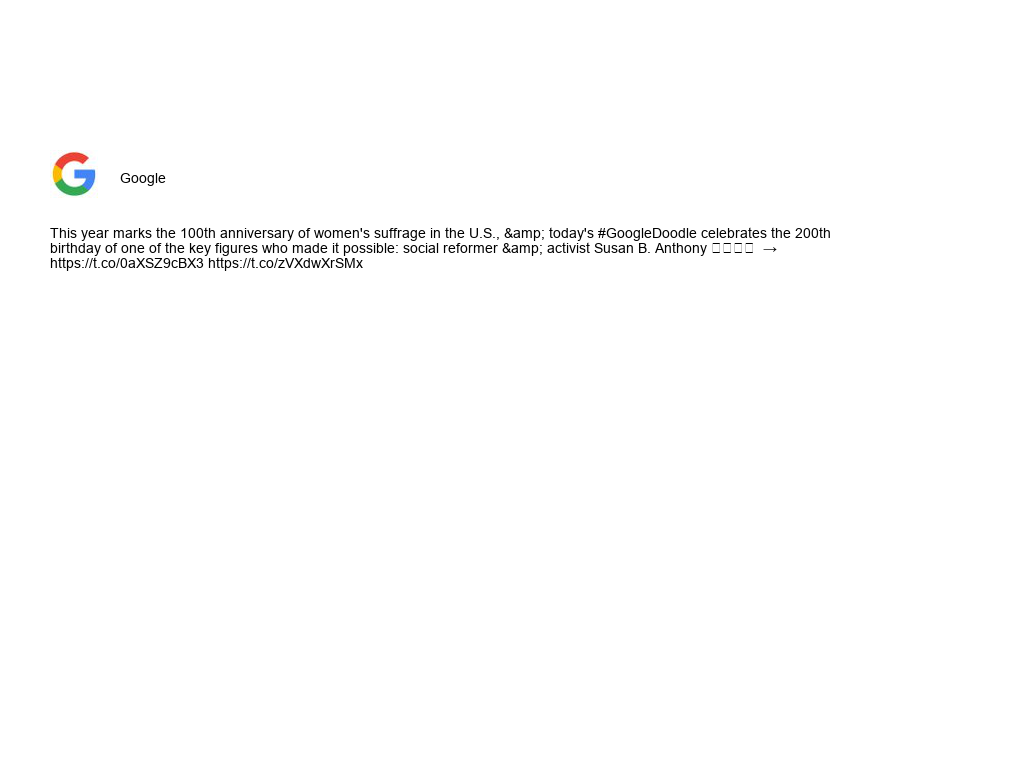 Google
This year marks the 100th anniversary of women's suffrage in the U.S., &amp; today's #GoogleDoodle celebrates the 200th
birthday of one of the key figures who made it possible: social reformer &amp; activist Susan B. Anthony □□□□ →
https://t.co/0aXSZ9cBX3 https://t.co/zVXdwXrSMx